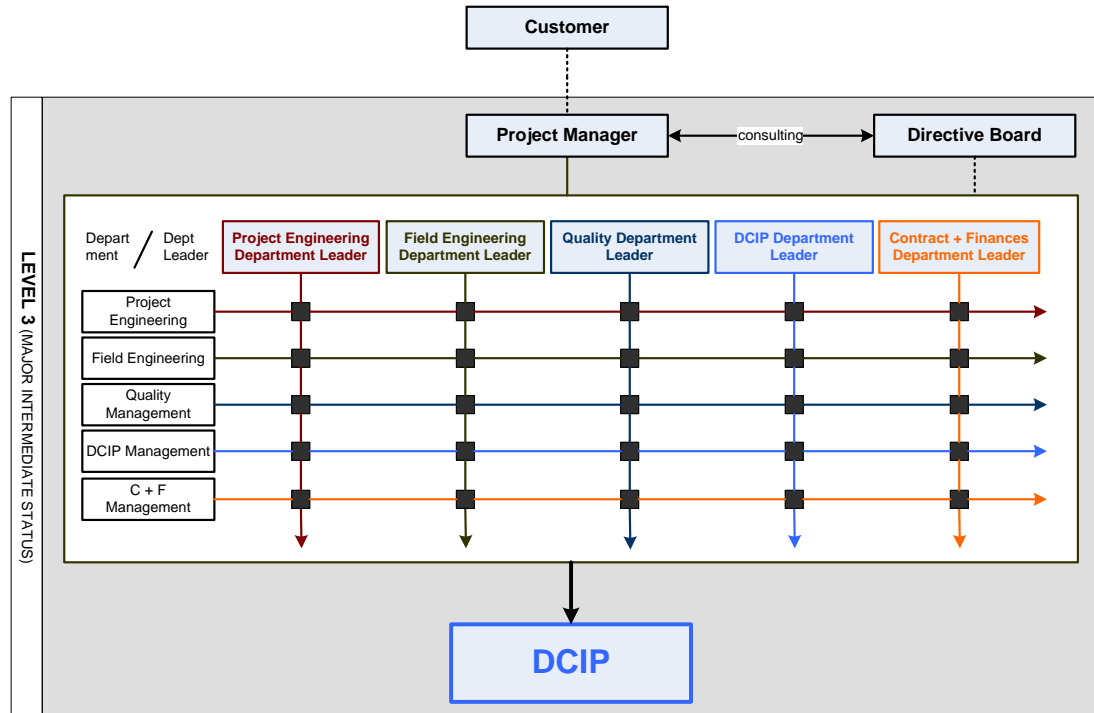 Customer
Project Manager
consulting
Directive Board
LEVEL 3 (MAJOR INTERMEDIATE STATUS)
Depart
ment
/
Dept
Leader
Project Engineering
Department Leader
Field Engineering
Department Leader
Quality Department
Leader
DCIP Department
Leader
Contract + Finances
Department Leader
Project
Engineering
Field Engineering
Quality
Management
DCIP Management
C + F
Management
DCIP